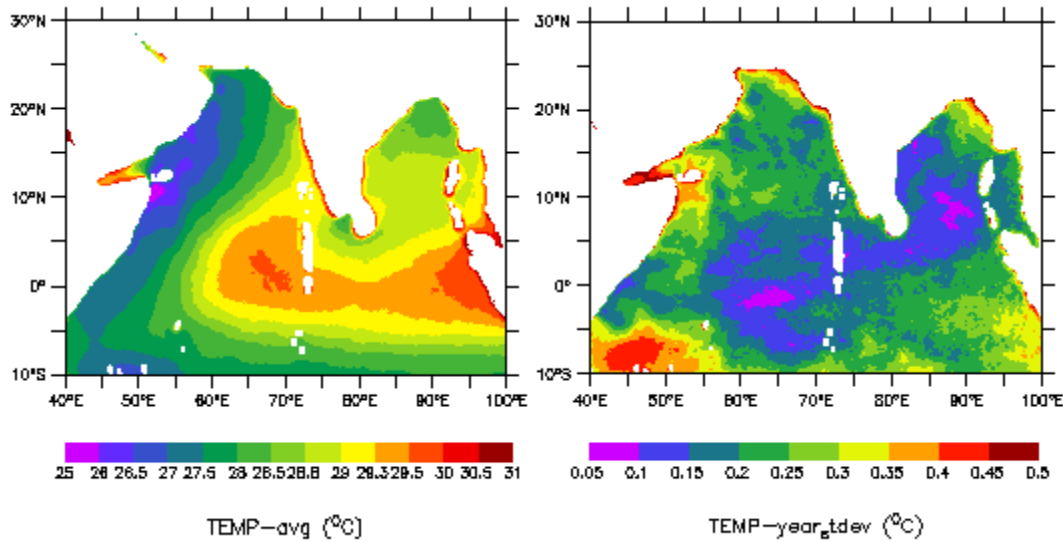 30°N
20°N
10°N
0°
10°S
40°E 50°E 60°E 70°E 80°E 90°E 100°E
25 26 26.5 27 27.5 28 28.5 28.8 29 29.3 29.5 30 30.5 31
TEMP-avg (°C)
30°N
20°N
10°N
0°
10°S
40°E 50°E 60°E 70°E 80°E 90°E 100°E
0.05 0.1 0.15 0.2 0.25 0.3 0.35 0.4 0.45 0.5
TEMP-year_stdev (°C)